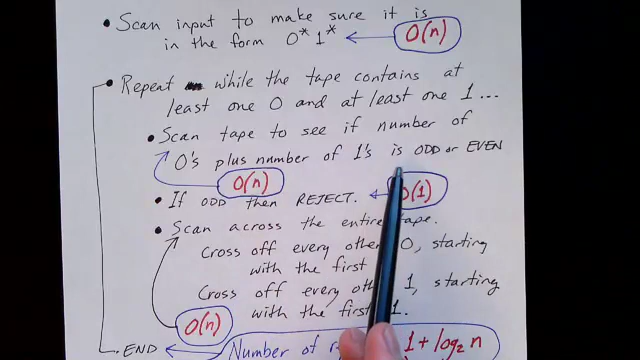 • Scan input to make sure it is
in the form 0*1* O(n)
• Repeat while the tape contains at
least one 0 and at least one 1 ...
• Scan tape to see if number of
0's plus number of 1's is ODD or EVEN
O(n)
• If ODD then REJECT. O(1)
• Scan across the entire tape.
Cross off every other 0, starting
with the first
Cross off every other 1, starting
with the first 1.
O(n)
• END Number of 1 + log₂ n